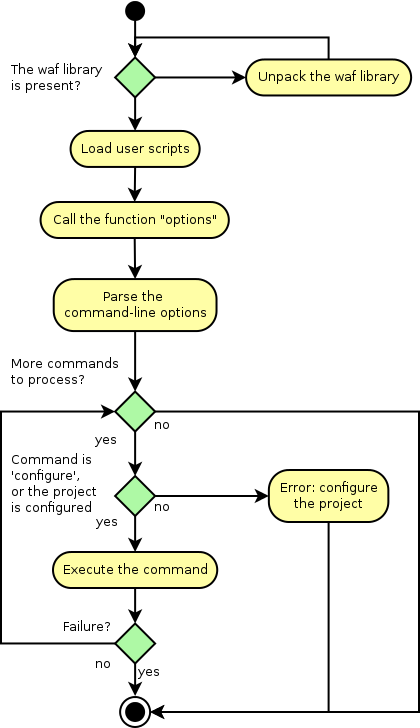 The waf library
is present?
Unpack the waf library
Load user scripts
Call the function "options"
Parse the
command-line options
More commands
to process?
no
yes
Command is
'configure',
or the project
is configured
Error: configure
the project
no
yes
Execute the command
Failure?
no
yes